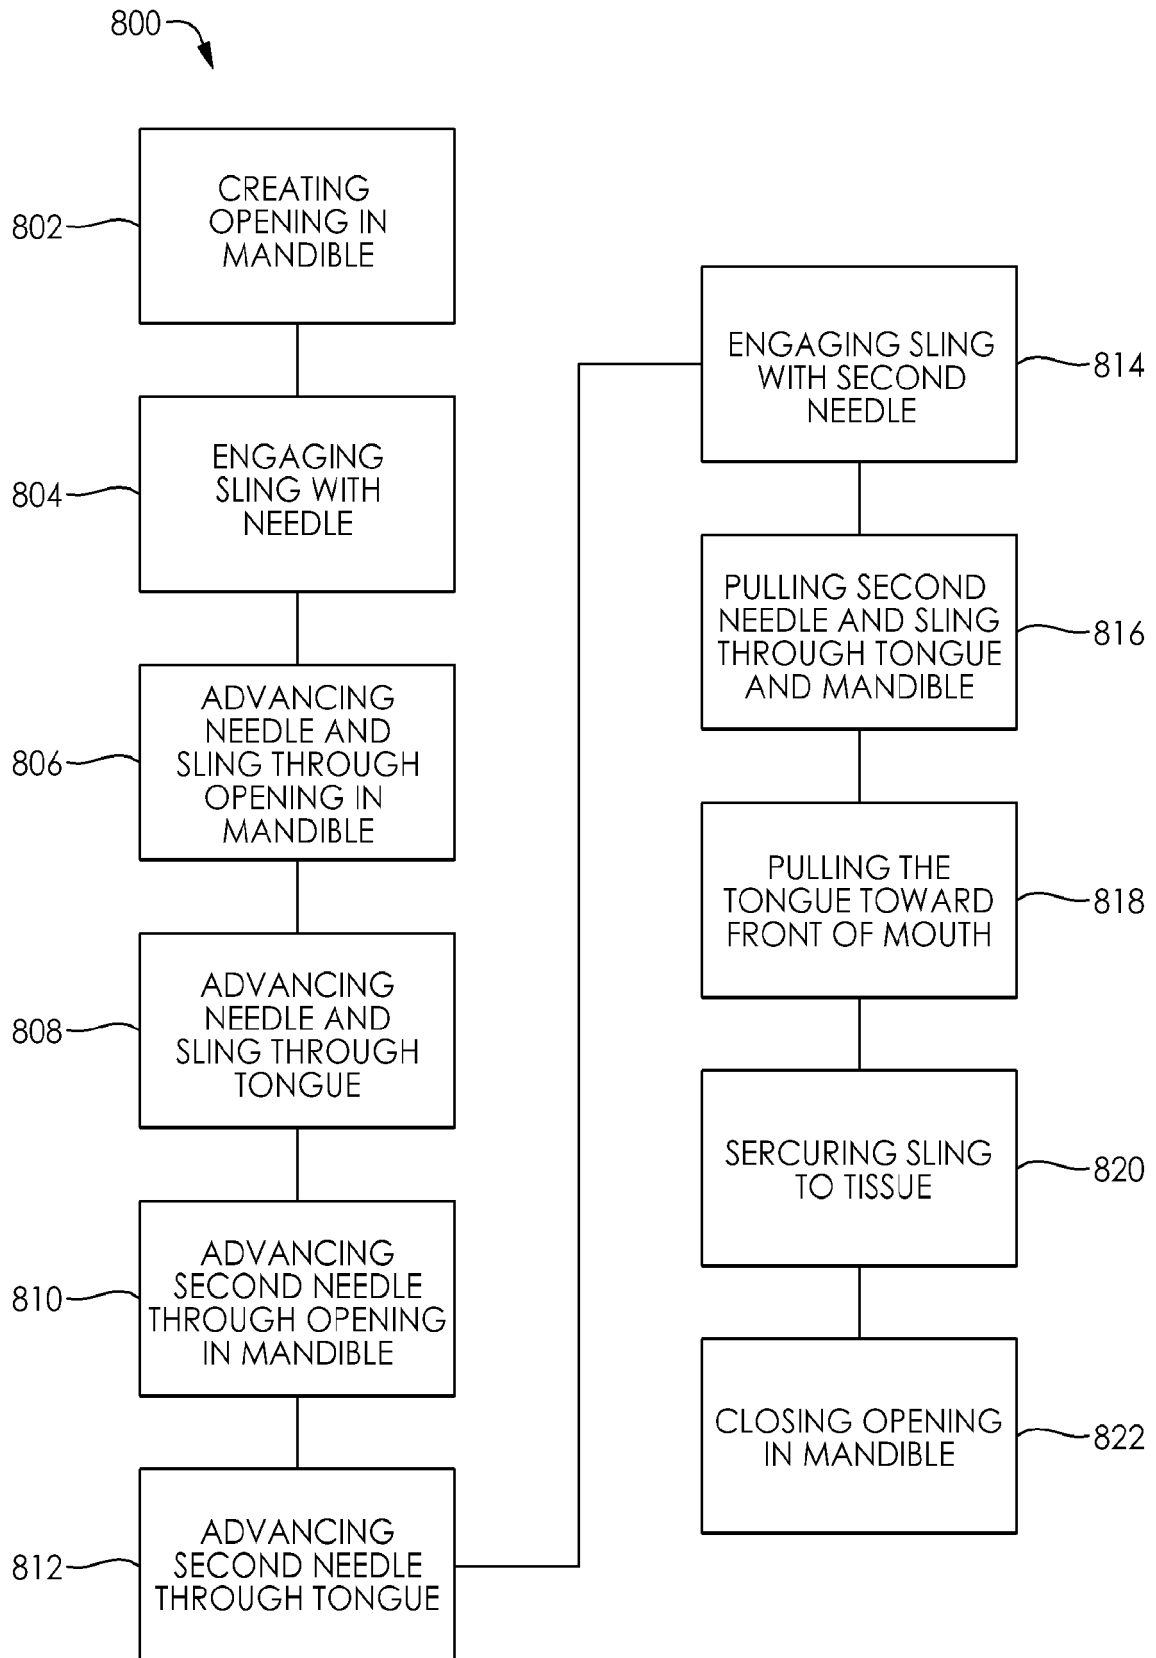 800
802
CREATING
OPENING IN
MANDIBLE
804
ENGAGING
SLING WITH
NEEDLE
806
ADVANCING
NEEDLE AND
SLING THROUGH
OPENING IN
MANDIBLE
808
ADVANCING
NEEDLE AND
SLING THROUGH
TONGUE
810
ADVANCING
SECOND NEEDLE
THROUGH OPENING
IN MANDIBLE
812
ADVANCING
SECOND NEEDLE
THROUGH TONGUE
ENGAGING SLING
WITH SECOND
NEEDLE
814
PULLING SECOND
NEEDLE AND SLING
THROUGH TONGUE
AND MANDIBLE
816
PULLING THE
TONGUE TOWARD
FRONT OF MOUTH
818
SERCURING SLING
TO TISSUE
820
CLOSING OPENING
IN MANDIBLE
822